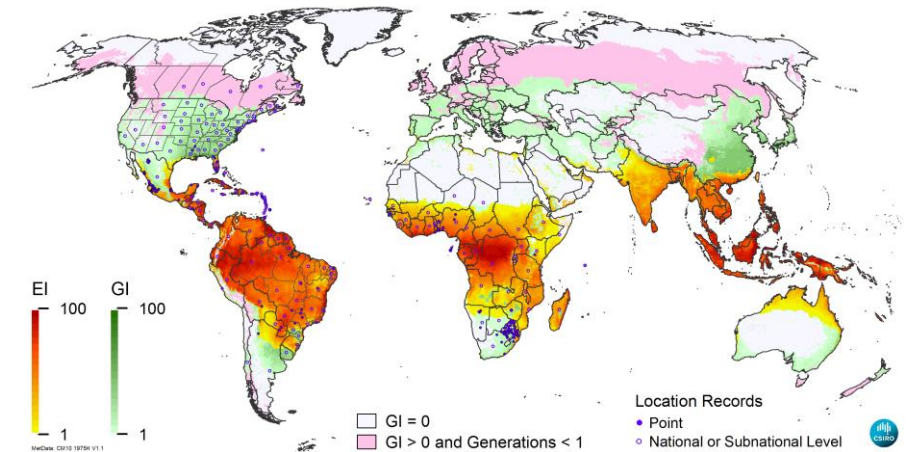 EI
GI
100
100
1
1
MetData: CM10 1975H V1.1
GI = 0
GI > 0 and Generations < 1
Location Records
Point
National or Subnational Level
CSIRO